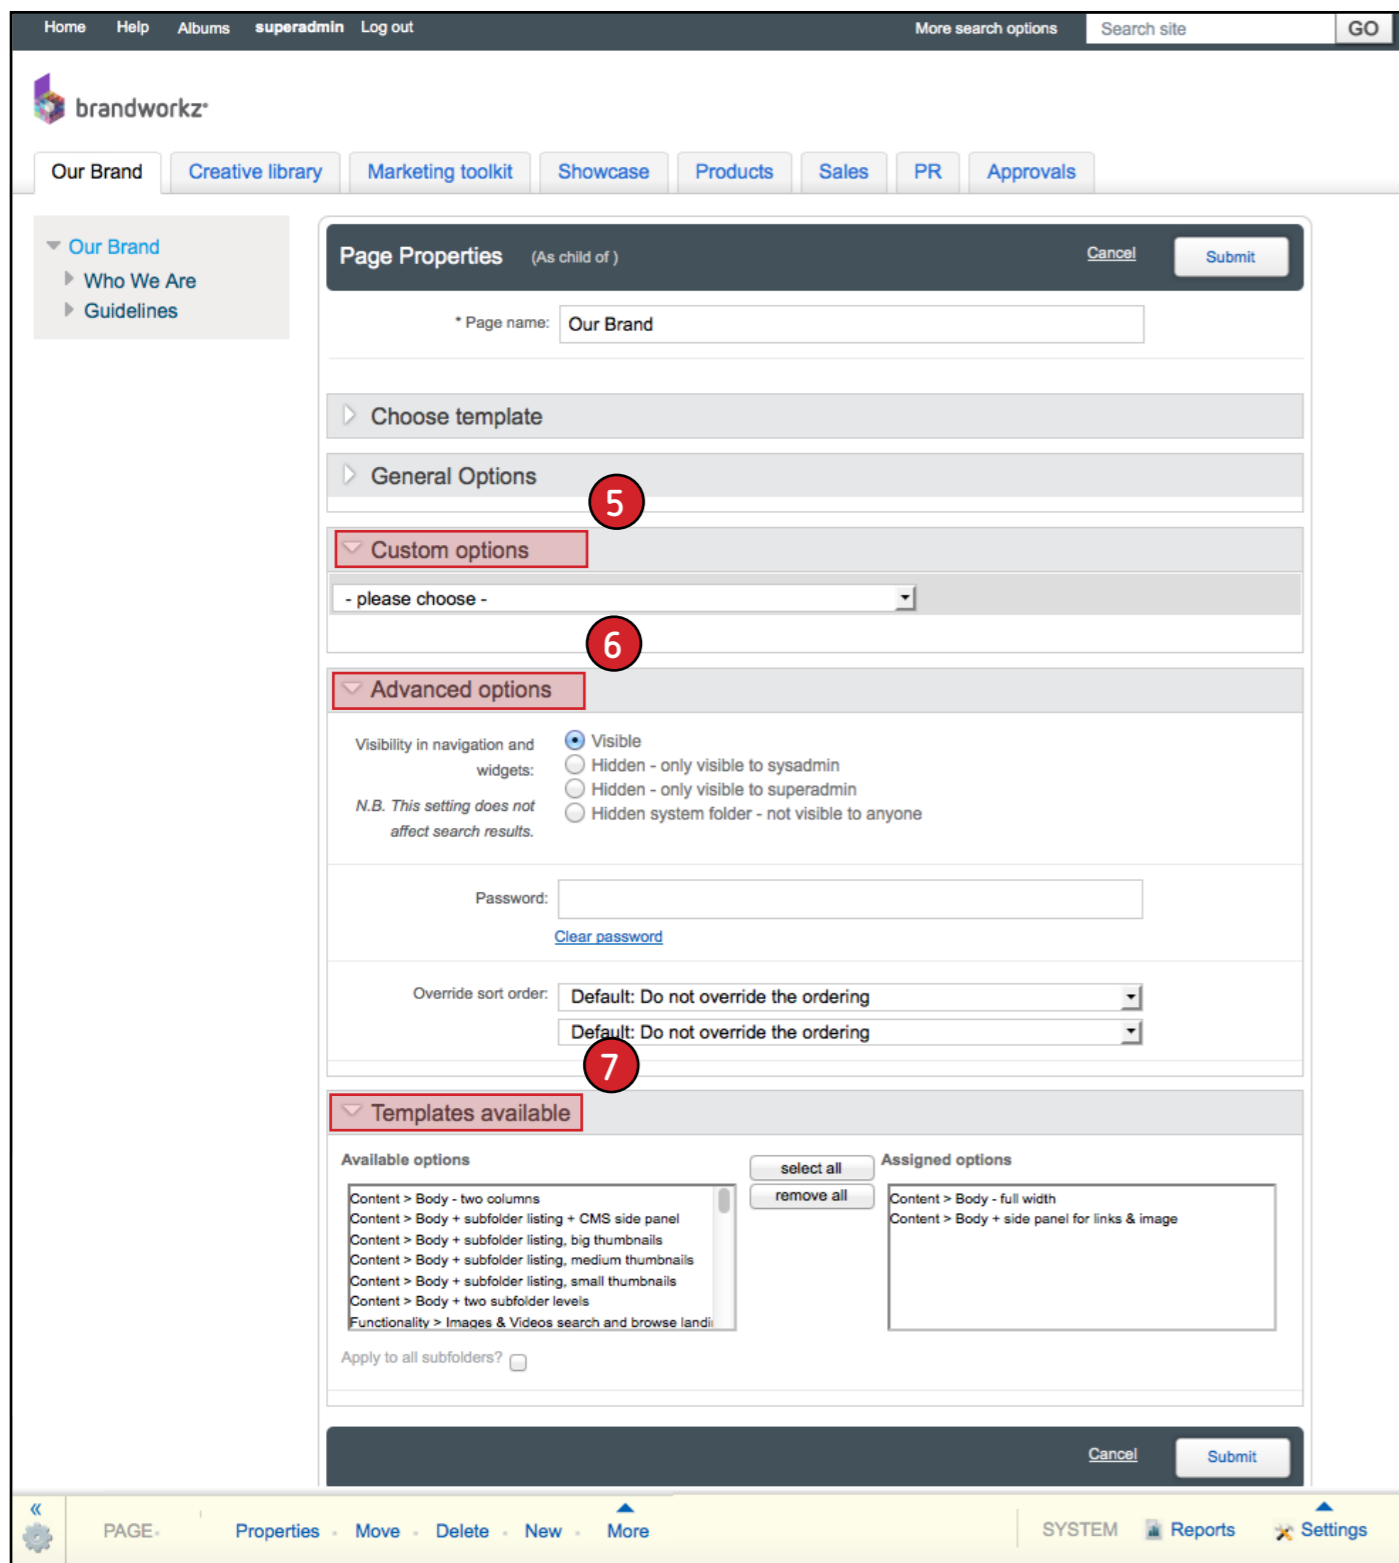 Home Help Albums superadmin Log out More search options Search site GO
brandworkz
Our Brand Creative library Marketing toolkit Showcase Products Sales PR Approvals
Our Brand
Who We Are
Guidelines
Page Properties (As child of ) Cancel Submit
* Page name: Our Brand
Choose template
General Options
5
Custom options
- please choose -
6
Advanced options
Visibility in navigation and widgets:
N.B. This setting does not affect search results.
Visible
Hidden - only visible to sysadmin
Hidden - only visible to superadmin
Hidden system folder - not visible to anyone
Password:
Clear password
Override sort order: Default: Do not override the ordering
Default: Do not override the ordering
7
Templates available
Available options select all Assigned options
remove all
Content > Body - two columns
Content > Body + subfolder listing + CMS side panel
Content > Body + subfolder listing, big thumbnails
Content > Body + subfolder listing, medium thumbnails
Content > Body + subfolder listing, small thumbnails
Content > Body + two subfolder levels
Functionality > Images & Videos search and browse landi
Content > Body - full width
Content > Body + side panel for links & image
Apply to all subfolders?
Cancel Submit
« PAGE Properties Move Delete New More SYSTEM Reports Settings